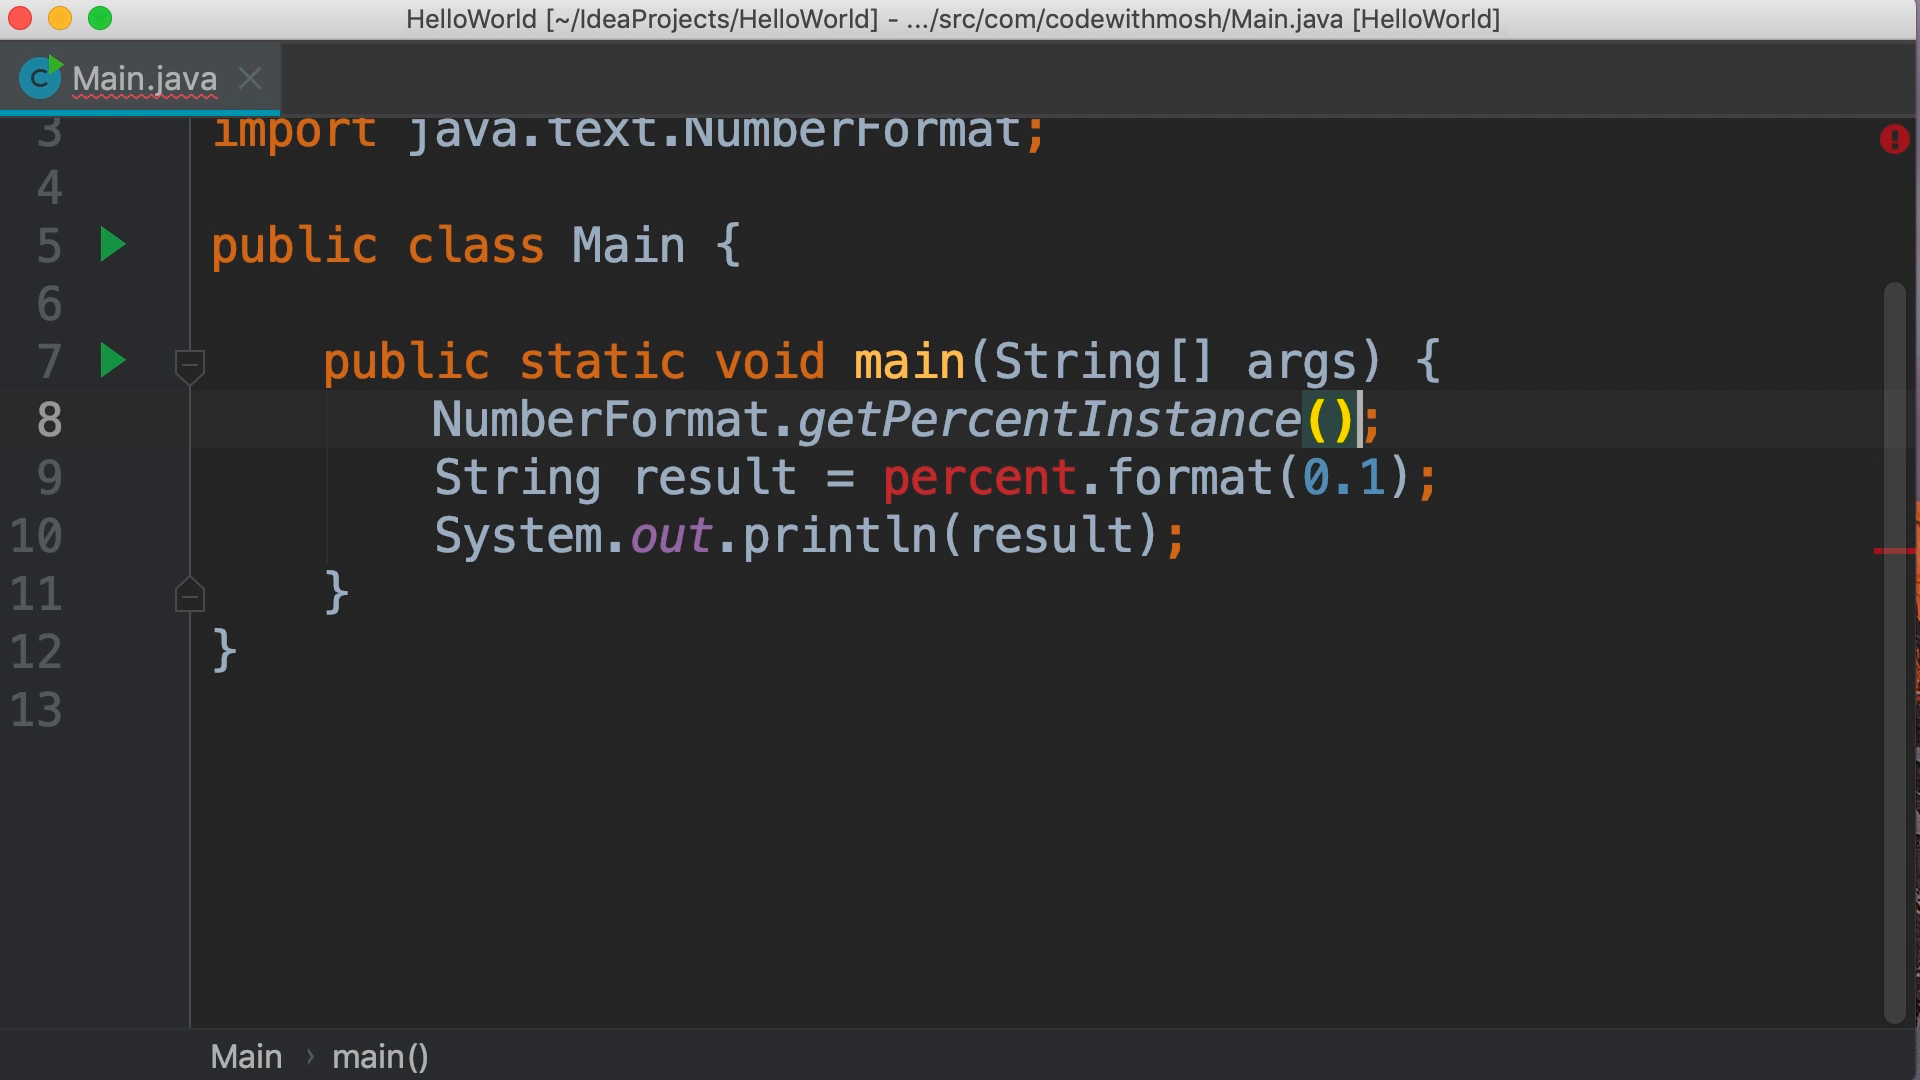 HelloWorld [~/IdeaProjects/HelloWorld] - .../src/com/codewithmosh/Main.java [HelloWorld]
C Main.java
3 import java.text.NumberFormat;
4
5 public class Main {
6
7 public static void main(String[] args) {
8 NumberFormat.getPercentInstance();
9 String result = percent.format(0.1);
10 System.out.println(result);
11 }
12 }
13
Main › main()